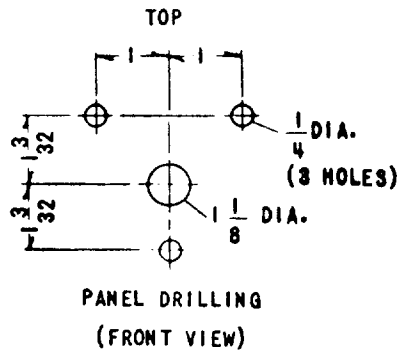 TOP
1 1
1 3/32
1/4 DIA.
(3 HOLES)
1 3/32
1 1/8 DIA.
PANEL DRILLING
(FRONT VIEW)